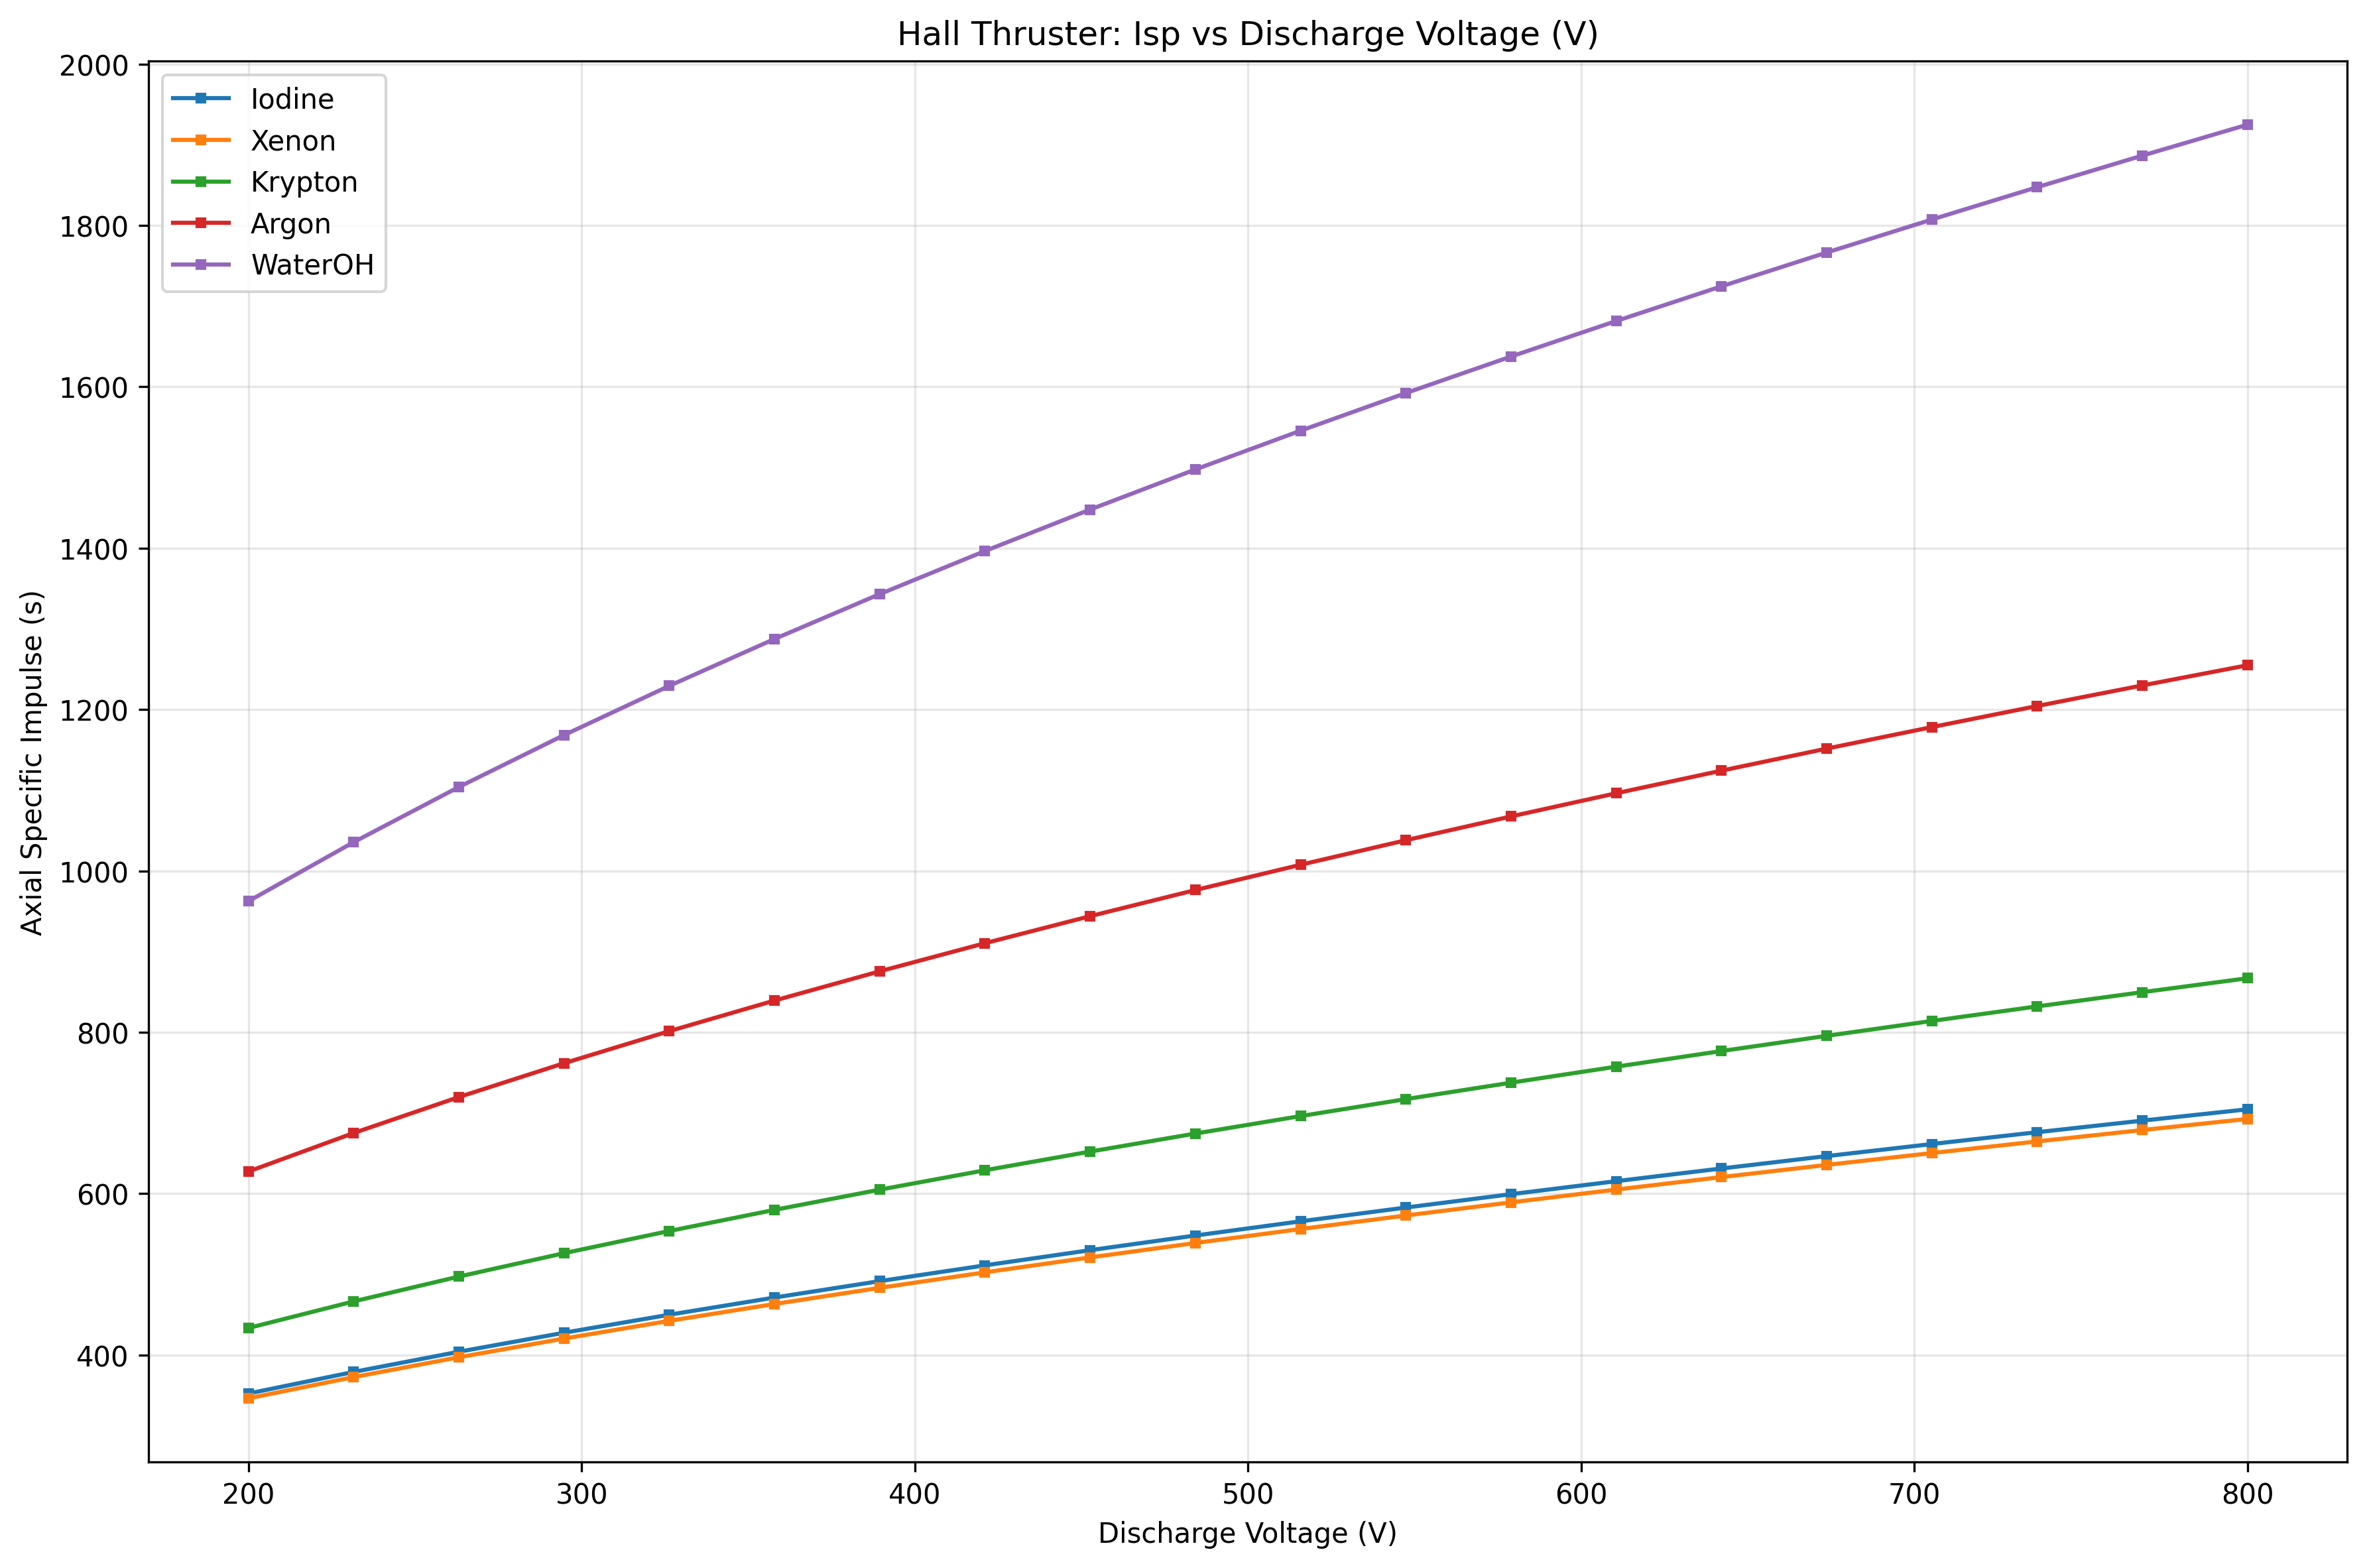 Hall Thruster: Isp vs Discharge Voltage (V)
Iodine
Xenon
Krypton
Argon
WaterOH
Axial Specific Impulse (s)
2000
1800
1600
1400
1200
1000
800
600
400
200 300 400 500 600 700 800
Discharge Voltage (V)